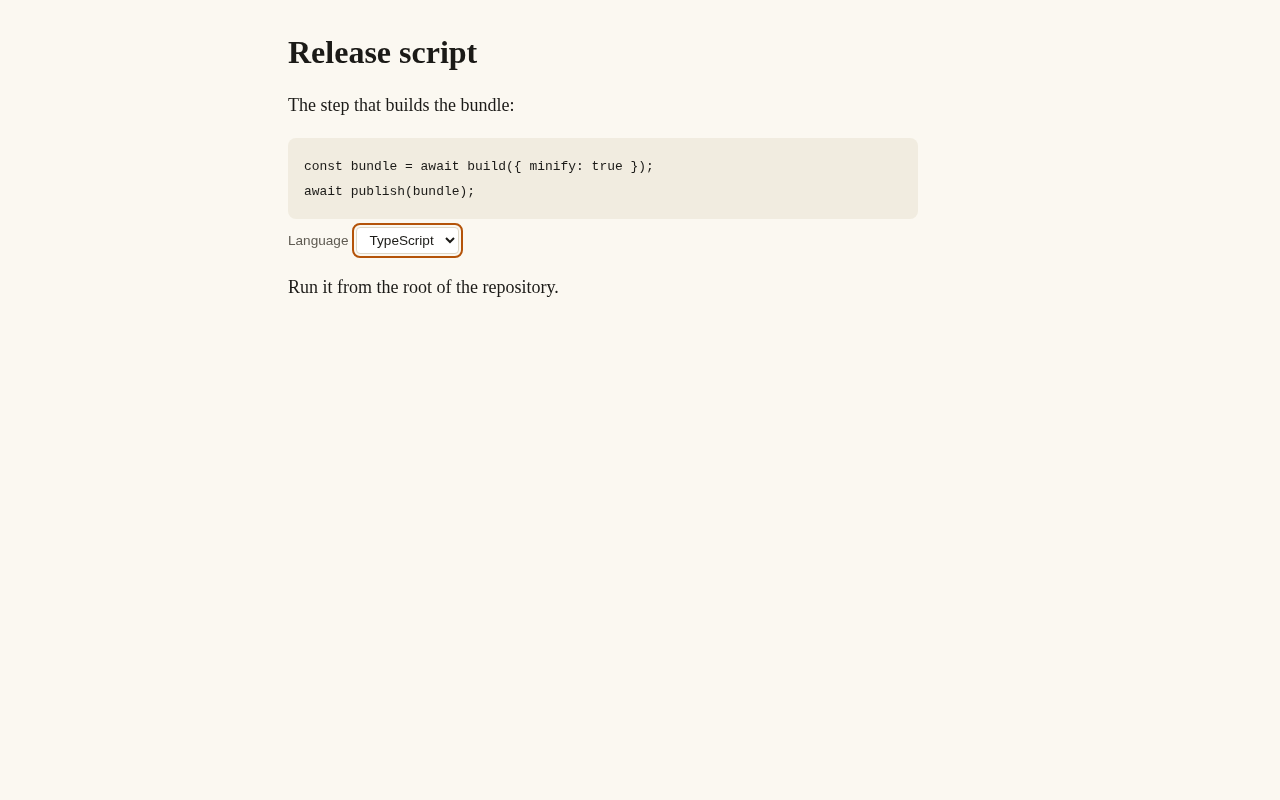 Release script
The step that builds the bundle:
const bundle = await build({ minify: true });
await publish(bundle);
Language TypeScript
Run it from the root of the repository.